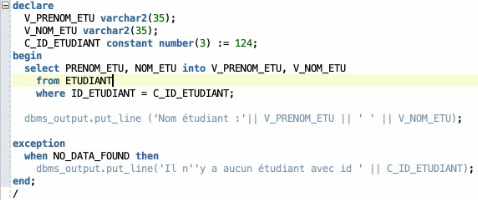 declare
V_PRENOM_ETU varchar2(35);
V_NOM_ETU varchar2(35);
C_ID_ETUDIANT constant number(3) := 124;
begin
select PRENOM_ETU, NOM_ETU into V_PRENOM_ETU, V_NOM_ETU
from ETUDIANT
where ID_ETUDIANT = C_ID_ETUDIANT;
dbms_output.put_line ('Nom étudiant :'|| V_PRENOM_ETU || ' ' || V_NOM_ETU);
exception
when NO_DATA_FOUND then
dbms_output.put_line('Il n''y a aucun étudiant avec id ' || C_ID_ETUDIANT);
end;
/